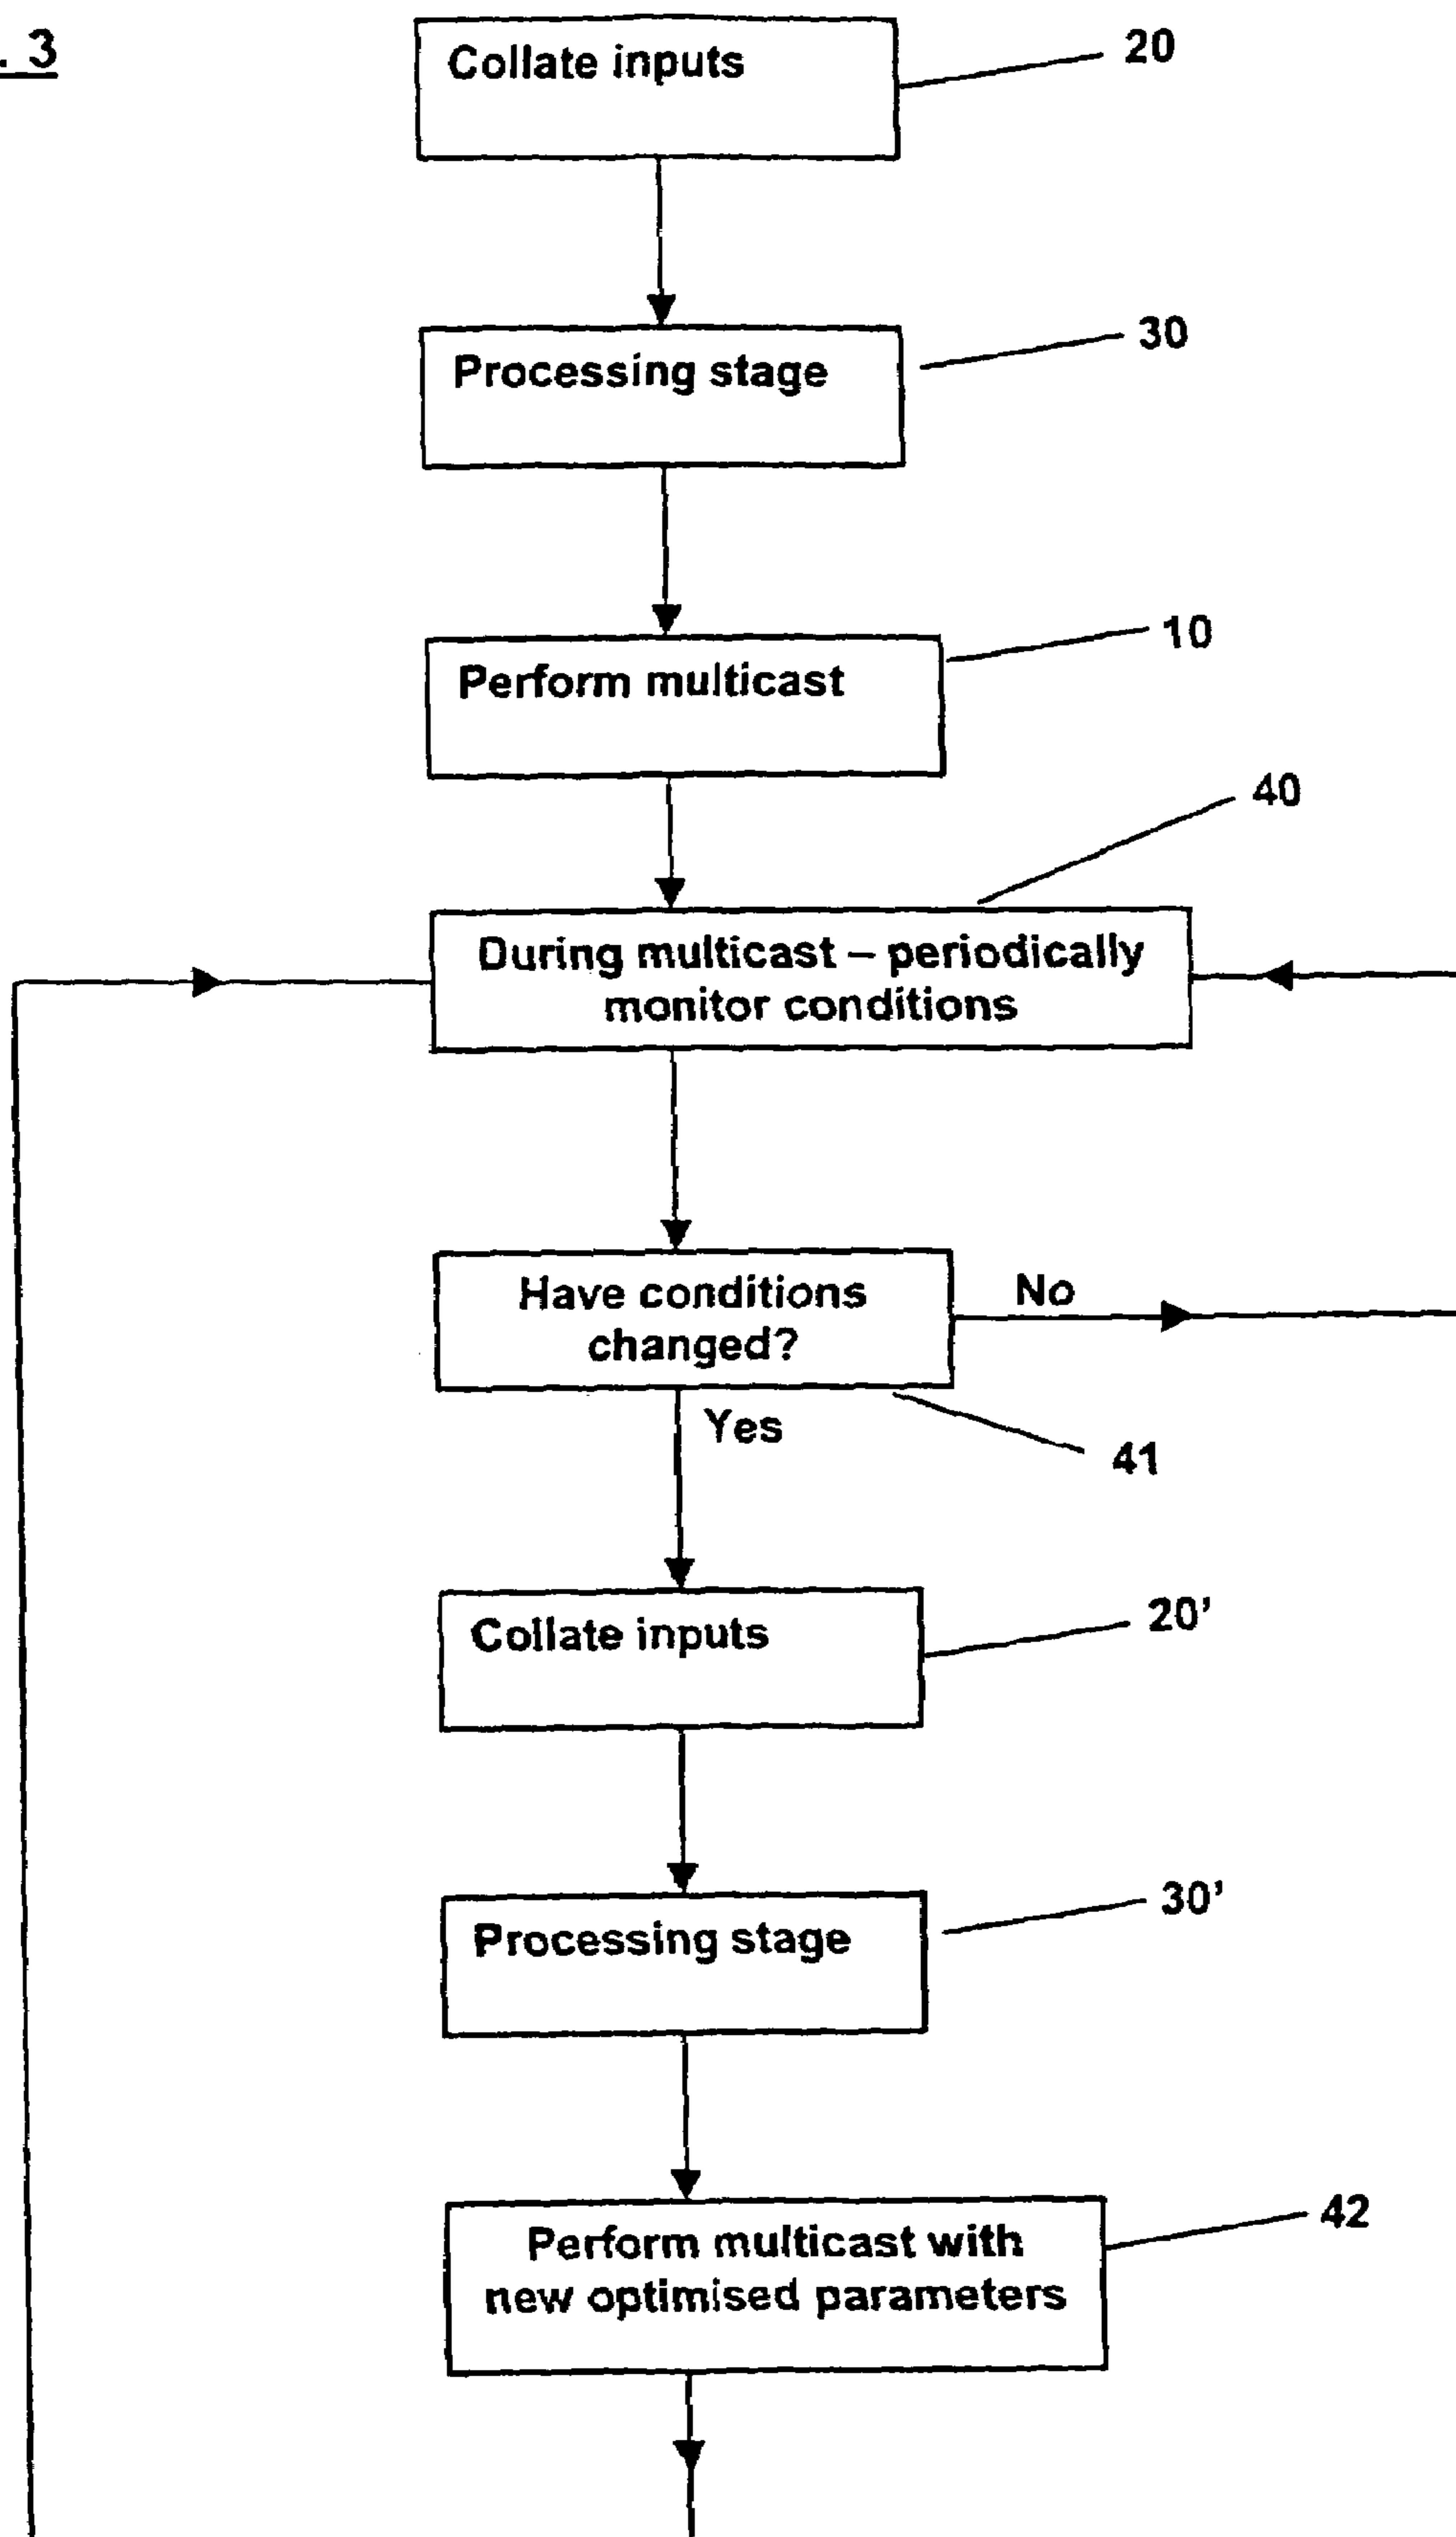 . 3
Collate inputs
20
Processing stage
30
Perform multicast
10
40
During multicast – periodically
monitor conditions
Have conditions
changed?
No
Yes
41
Collate inputs
20'
Processing stage
30'
Perform multicast with
new optimised parameters
42